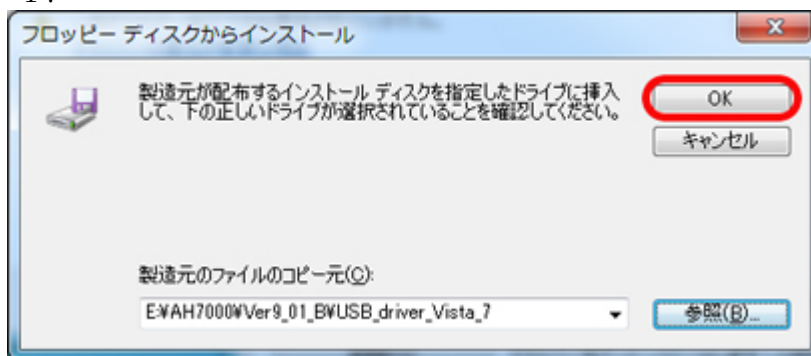 フロッピー ディスクからインストール
製造元が配布するインストール ディスクを指定したドライブに挿入
して、下の正しいドライブが選択されていることを確認してください。
OK
キャンセル
製造元のファイルのコピー元(C):
E:¥AH7000¥Ver9_01_B¥USB_driver_Vista_7
参照(B)...